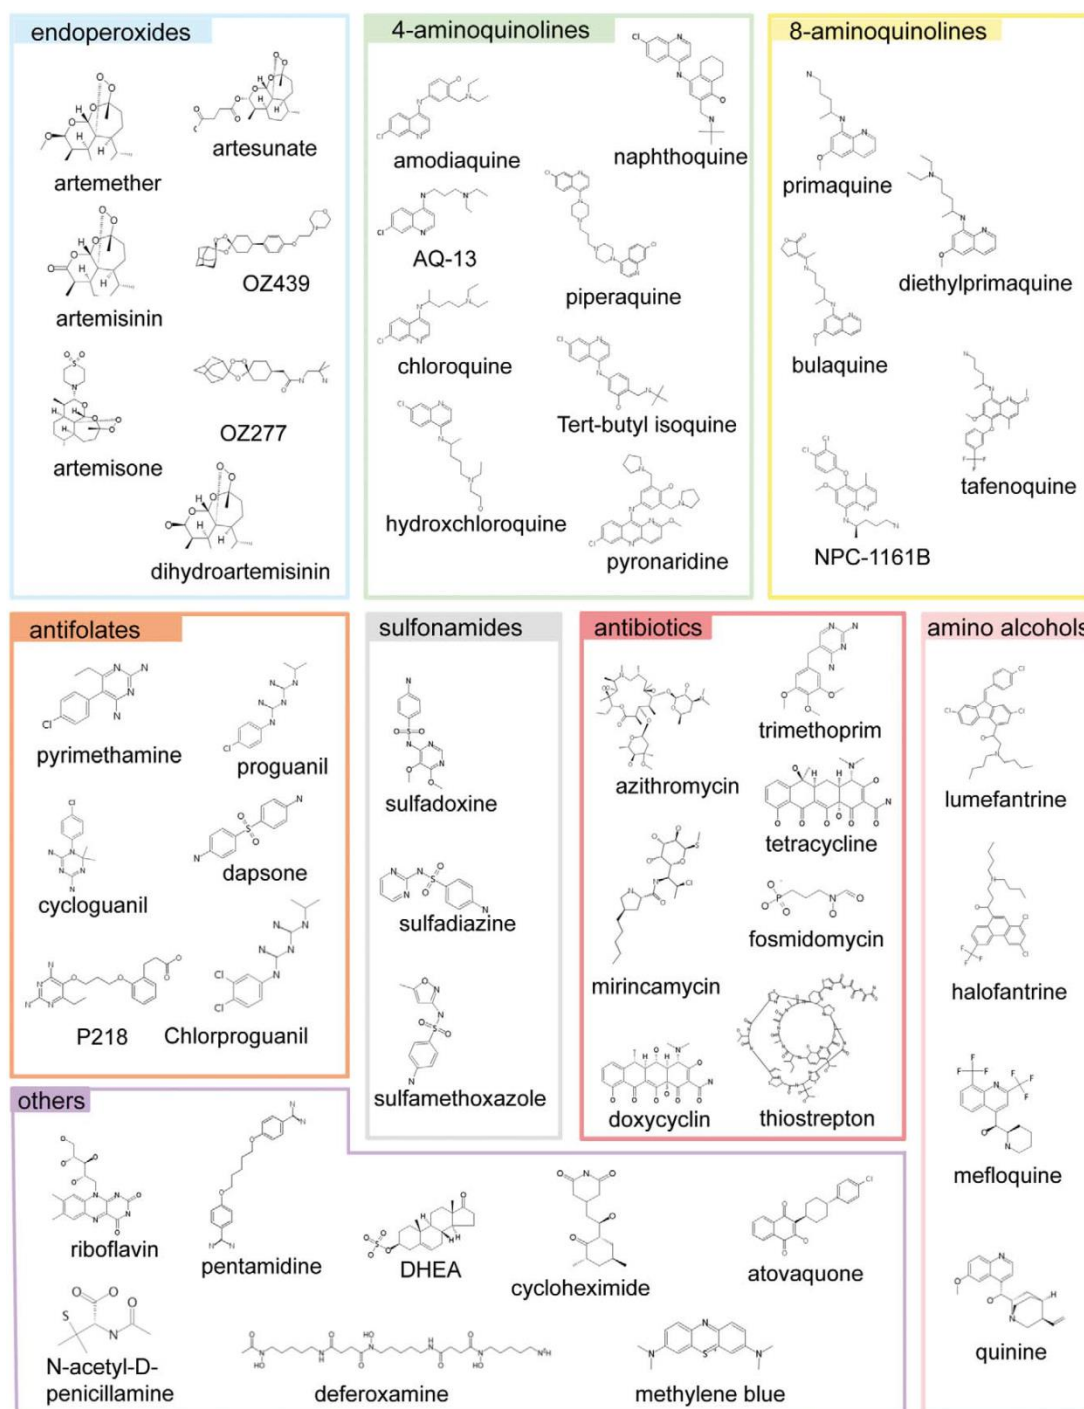 endoperoxides
artemether
artesunate
artemisinin
OZ439
artemisone
OZ277
dihydroartemisinin
4-aminoquinolines
amodiaquine
naphthoquine
AQ-13
piperaquine
chloroquine
Tert-butyl isoquine
hydroxchloroquine
pyronaridine
8-aminoquinolines
primaquine
diethylprimaquine
bulaquine
tafenoquine
NPC-1161B
antifolates
pyrimethamine
proguanil
cycloguanil
dapsone
P218
Chlorproguanil
sulfonamides
sulfadoxine
sulfadiazine
sulfamethoxazole
antibiotics
azithromycin
trimethoprim
tetracycline
mirincamycin
fosmidomycin
doxycyclin
thiostrepton
amino alcohols
lumefantrine
halofantrine
mefloquine
quinine
others
riboflavin
pentamidine
DHEA
cycloheximide
atovaquone
N-acetyl-D-
penicillamine
deferoxamine
methylene blue